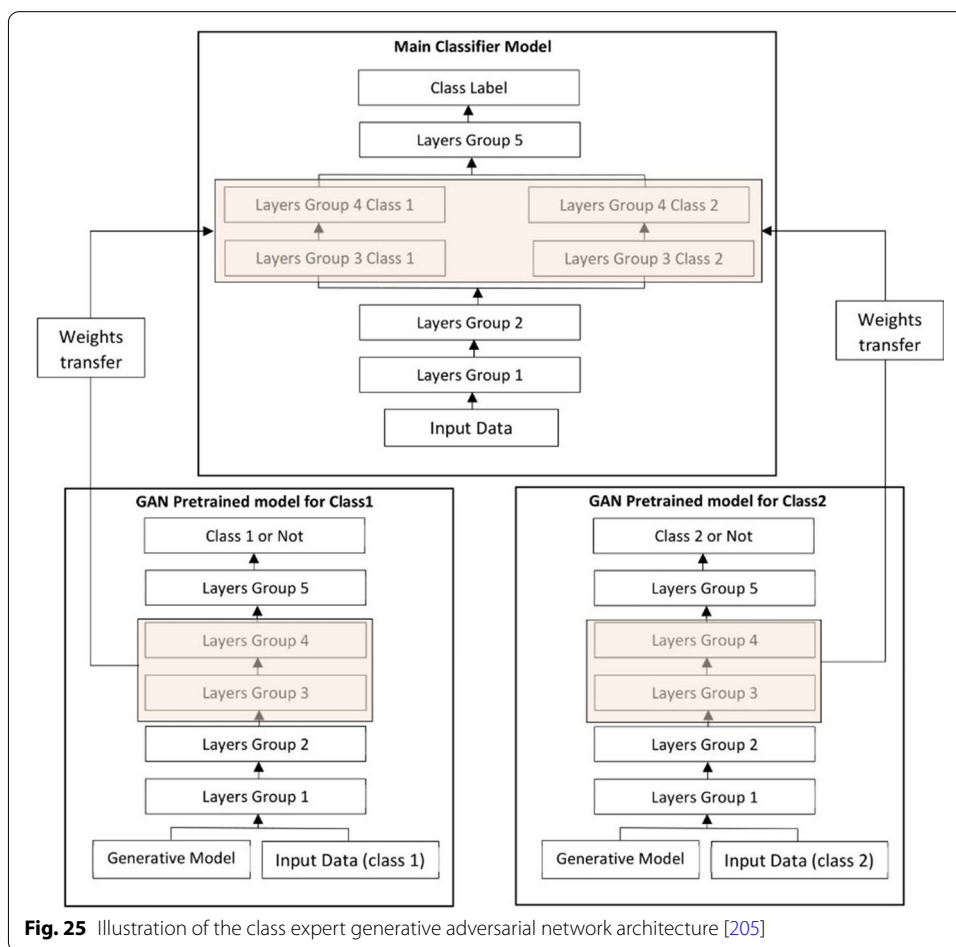 Main Classifier Model
Class Label
Layers Group 5
Layers Group 4 Class 1
Layers Group 4 Class 2
Layers Group 3 Class 1
Layers Group 3 Class 2
Layers Group 2
Layers Group 1
Input Data
Weights
transfer
Weights
transfer
GAN Pretrained model for Class1
Class 1 or Not
Layers Group 5
Layers Group 4
Layers Group 3
Layers Group 2
Layers Group 1
Generative Model
Input Data (class 1)
GAN Pretrained model for Class2
Class 2 or Not
Layers Group 5
Layers Group 4
Layers Group 3
Layers Group 2
Layers Group 1
Generative Model
Input Data (class 2)
Fig. 25 Illustration of the class expert generative adversarial network architecture [205]